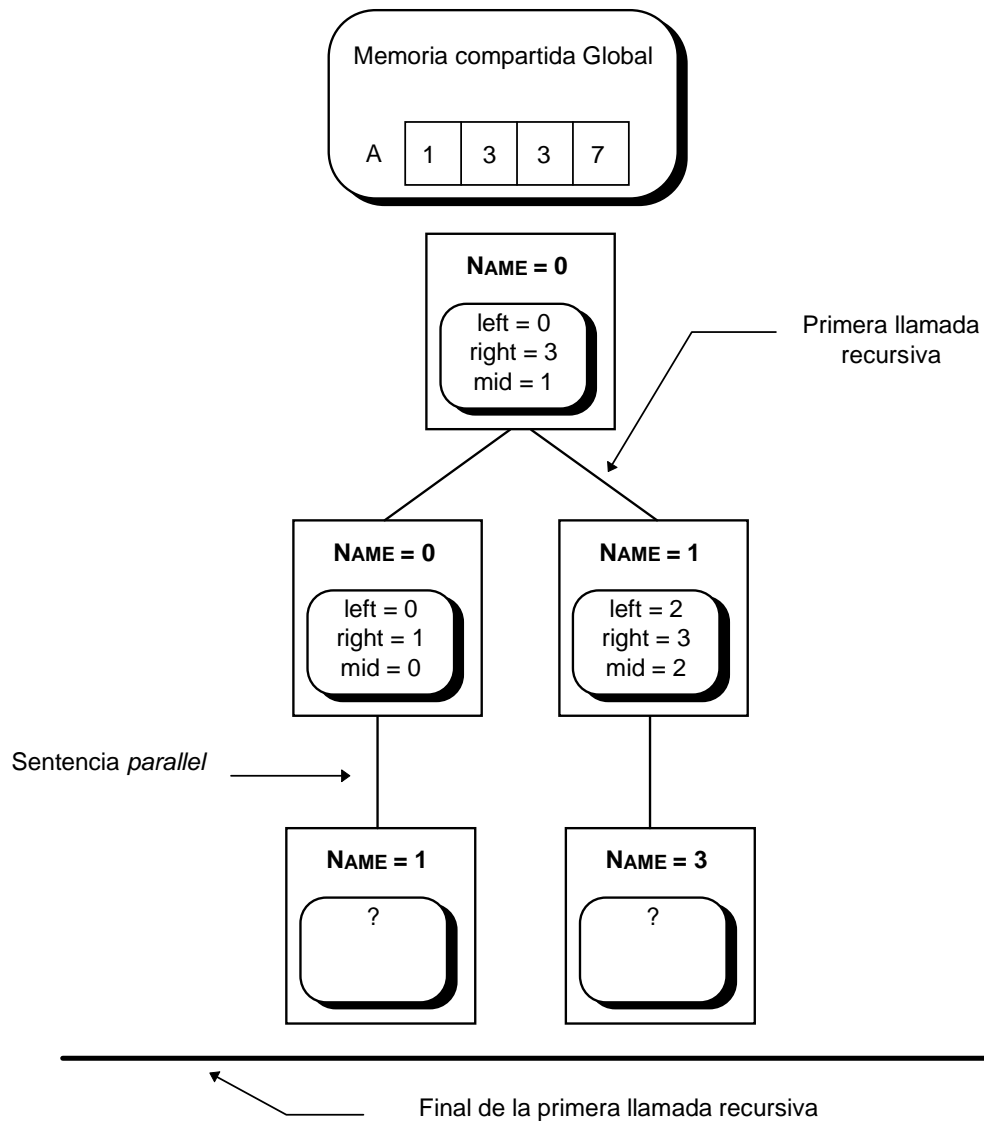 Memoria compartida Global
A 1 3 3 7
NAME = 0
left = 0
right = 3
mid = 1
Primera llamada
recursiva
NAME = 0
left = 0
right = 1
mid = 0
NAME = 1
left = 2
right = 3
mid = 2
Sentencia parallel
NAME = 1
?
NAME = 3
?
Final de la primera llamada recursiva